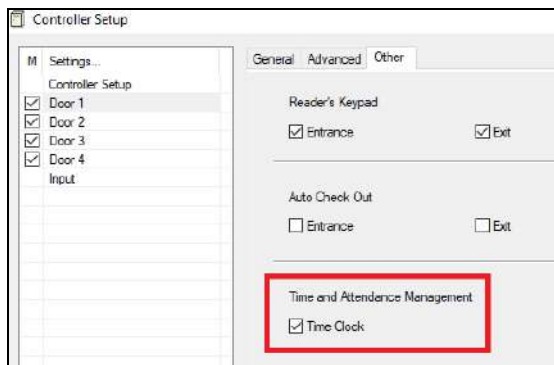 Controller Setup
M Settings...
Controller Setup
Door 1
Door 2
Door 3
Door 4
Input
General Advanced Other
Reader's Keypad
Entrance Exit
Auto Check Out
Entrance Exit
Time and Attendance Management
Time Clock